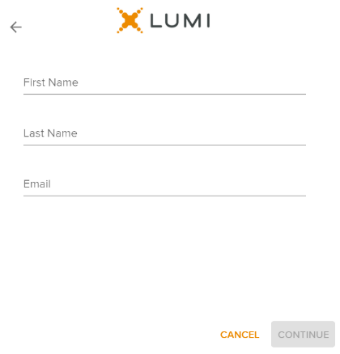 LUMI
First Name
Last Name
Email
CANCEL CONTINUE